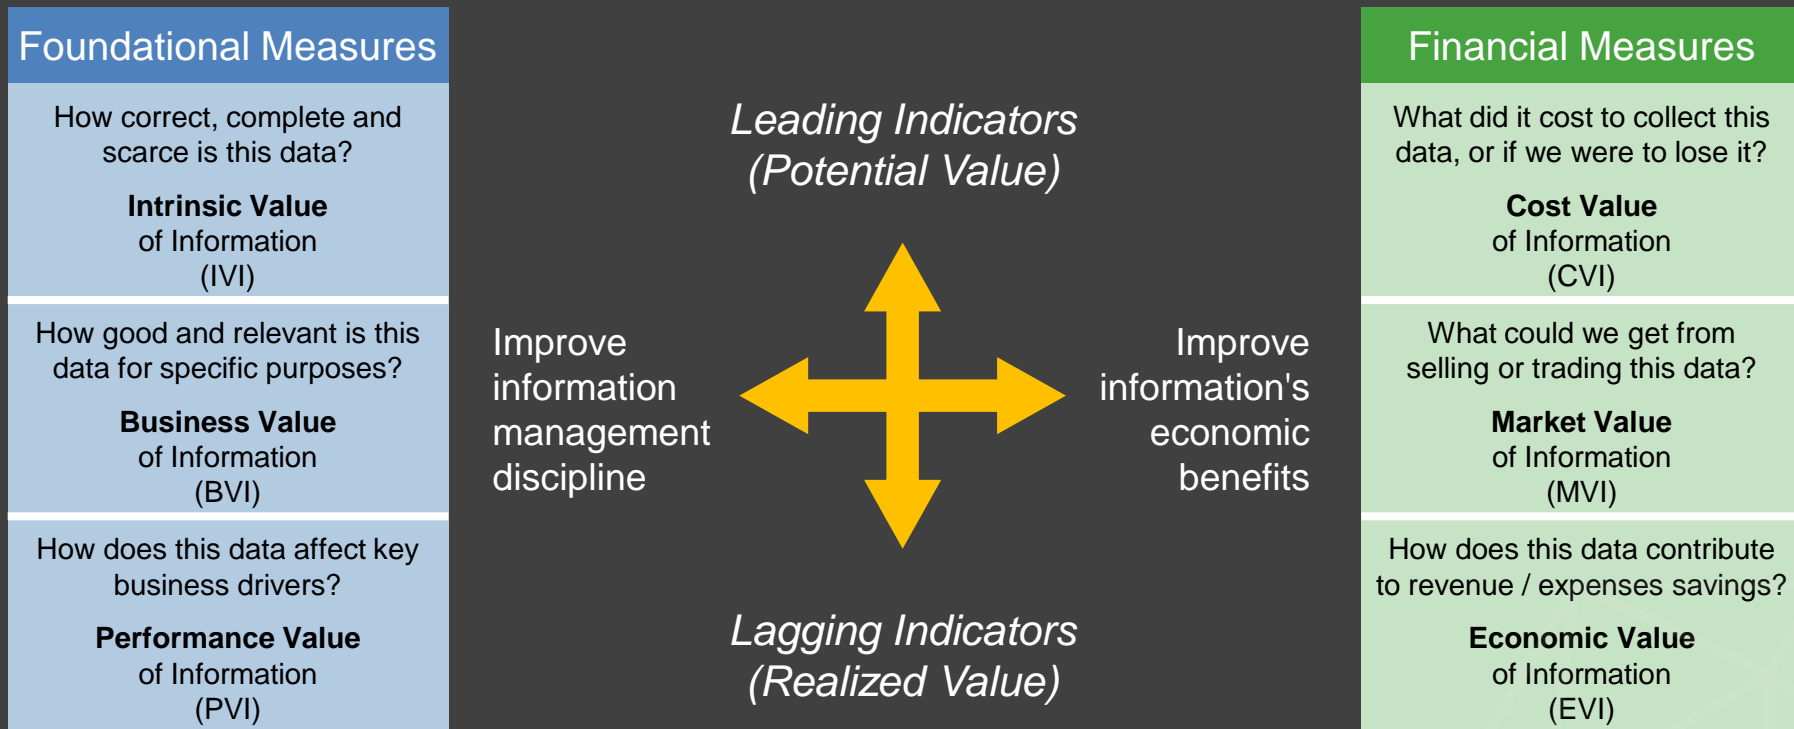 Foundational Measures
How correct, complete and
scarce is this data?
Intrinsic Value
of Information
(IVI)
How good and relevant is this
data for specific purposes?
Business Value
of Information
(BVI)
How does this data affect key
business drivers?
Performance Value
of Information
(PVI)
Leading Indicators
(Potential Value)
Improve
information
management
discipline
Improve
information's
economic
benefits
Lagging Indicators
(Realized Value)
Financial Measures
What did it cost to collect this
data, or if we were to lose it?
Cost Value
of Information
(CVI)
What could we get from
selling or trading this data?
Market Value
of Information
(MVI)
How does this data contribute
to revenue / expenses savings?
Economic Value
of Information
(EVI)